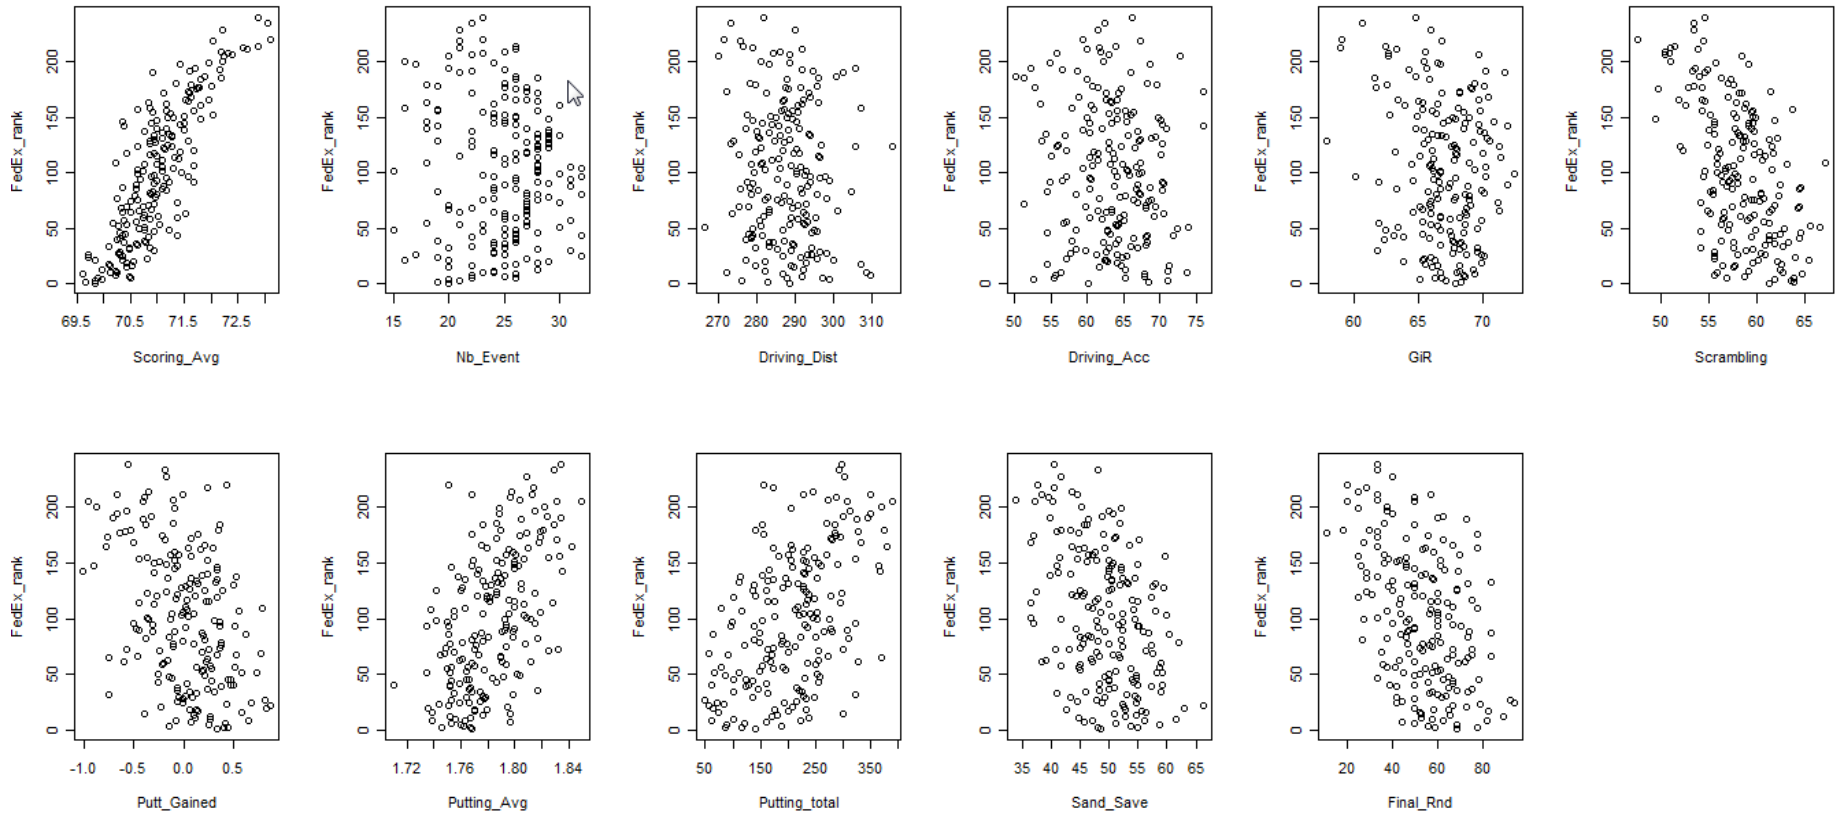 FedEx_rank
200
150
100
50
0
69.5 70.5 71.5 72.5
Scoring_Avg
FedEx_rank
200
150
100
50
0
15 20 25 30
Nb_Event
FedEx_rank
200
150
100
50
0
270 280 290 300 310
Driving_Dist
FedEx_rank
200
150
100
50
0
50 55 60 65 70 75
Driving_Acc
FedEx_rank
200
150
100
50
0
60 65 70
GiR
FedEx_rank
200
150
100
50
0
50 55 60 65
Scrambling
FedEx_rank
200
150
100
50
0
-1.0 -0.5 0.0 0.5
Putt_Gained
FedEx_rank
200
150
100
50
0
1.72 1.76 1.80 1.84
Putting_Avg
FedEx_rank
200
150
100
50
0
50 150 250 350
Putting_total
FedEx_rank
200
150
100
50
0
35 40 45 50 55 60 65
Sand_Save
FedEx_rank
200
150
100
50
0
20 40 60 80
Final_Rnd